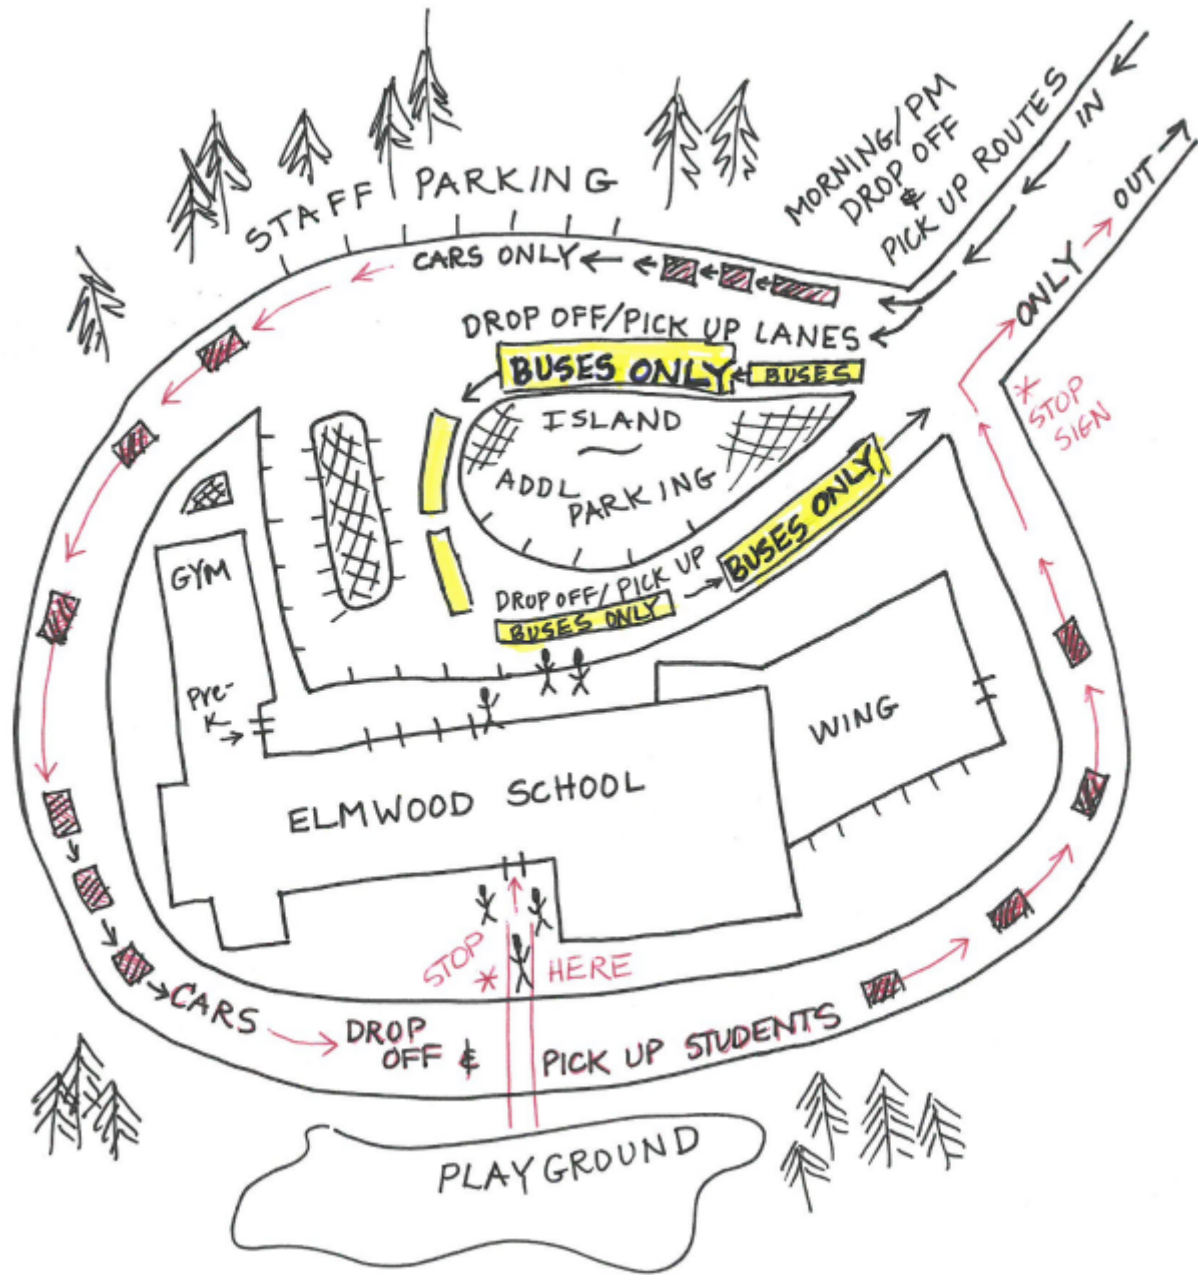 MORNING/PM
DROP OFF
&
PICK UP ROUTES
IN
OUT
ONLY
STAFF PARKING
CARS ONLY
DROP OFF/PICK UP LANES
BUSES ONLY
BUSES
ISLAND
ADDL
PARKING
*
STOP
SIGN
BUSES ONLY
DROP OFF/PICK UP
BUSES ONLY
GYM
Pre-
K
WING
ELMWOOD SCHOOL
STOP
*
HERE
CARS
DROP
OFF &
PICK UP STUDENTS
PLAYGROUND